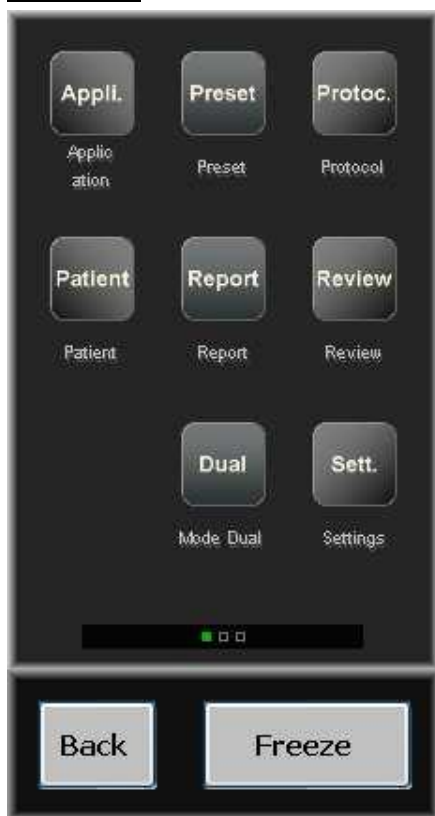 Appli. Preset Protoc.
Applic
ation Preset Protocol
Patient Report Review
Patient Report Review
Dual Sett.
Mode Dual Settings
Back Freeze